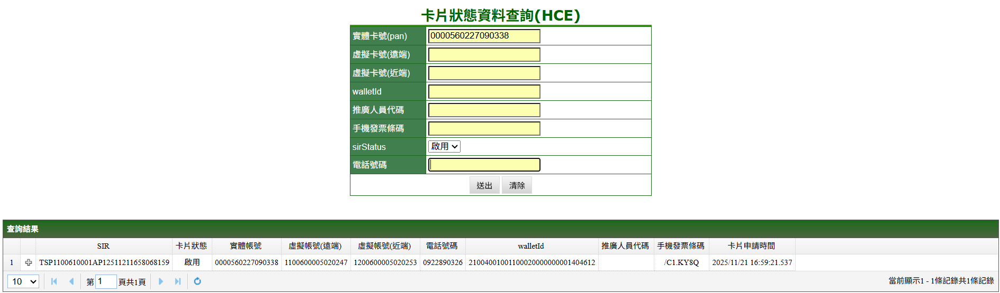 卡片狀態資料查詢(HCE)
實體卡號(pan) 0000560227090338
虛擬卡號(遠端)
虛擬卡號(近端)
walletId
推廣人員代碼
手機發票條碼
sirStatus 啟用
電話號碼
送出 清除
查詢結果
SIR 卡片狀態 實體帳號 虛擬帳號(遠端) 虛擬帳號(近端) 電話號碼 walletId 推廣人員代碼 手機發票條碼 卡片申請時間
1 TSP1100610001AP12511211658068159 啟用 0000560227090338 1100600005020247 1200600005020253 0922890326 21004001001100020000000001404612 /C1.KY8Q 2025/11/21 16:59:21.537
10 第 1 頁共1頁 當前顯示1 - 1條記錄共1條記錄